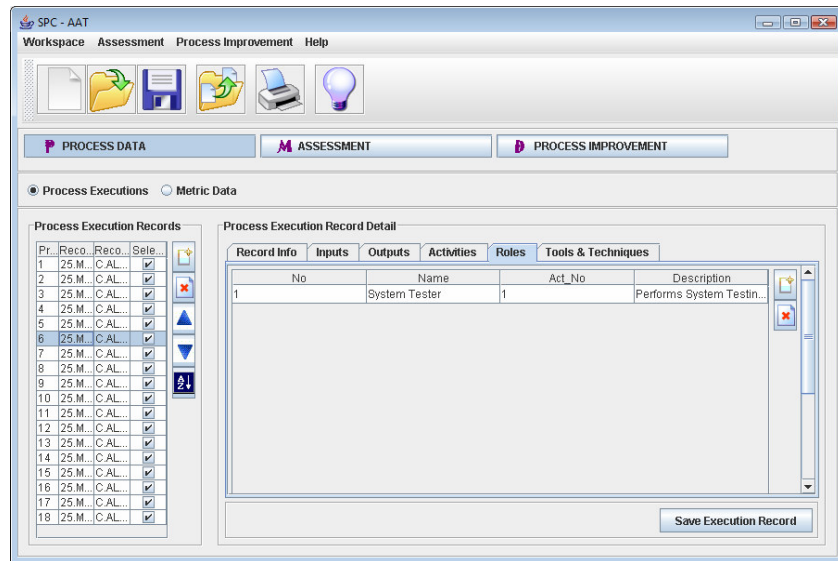 SPC - AAT
Workspace Assessment Process Improvement Help
P PROCESS DATA M ASSESSMENT D PROCESS IMPROVEMENT
Process Executions Metric Data
Process Execution Records
Pr... Reco... Reco... Sele...
1 25.M... C.AL...
2 25.M... C.AL...
3 25.M... C.AL...
4 25.M... C.AL...
5 25.M... C.AL...
6 25.M... C.AL...
7 25.M... C.AL...
8 25.M... C.AL...
9 25.M... C.AL...
10 25.M... C.AL...
11 25.M... C.AL...
12 25.M... C.AL...
13 25.M... C.AL...
14 25.M... C.AL...
15 25.M... C.AL...
16 25.M... C.AL...
17 25.M... C.AL...
18 25.M... C.AL...
A
Z
Process Execution Record Detail
Record Info Inputs Outputs Activities Roles Tools & Techniques
No Name Act_No Description
1 System Tester 1 Performs System Testin...
Save Execution Record